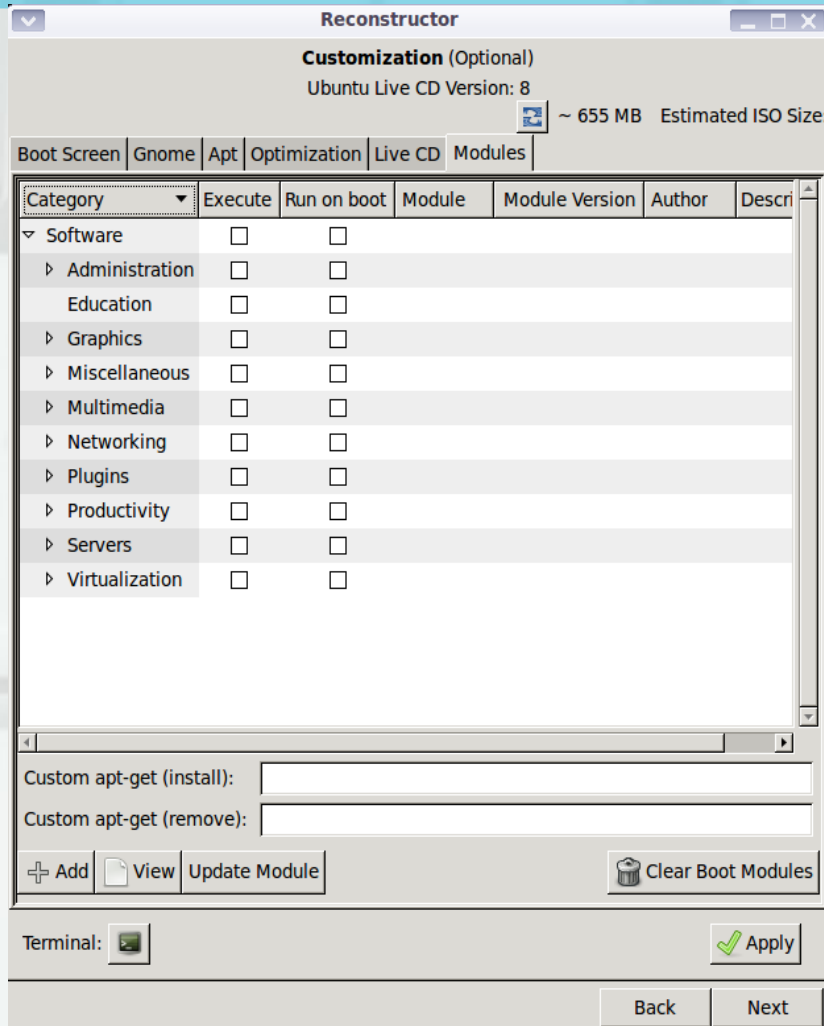 Reconstructor
Customization (Optional)
Ubuntu Live CD Version: 8
~ 655 MB Estimated ISO Size:
Boot Screen Gnome Apt Optimization Live CD Modules
Category Execute Run on boot Module Module Version Author Descri
Software
Administration
Education
Graphics
Miscellaneous
Multimedia
Networking
Plugins
Productivity
Servers
Virtualization
Custom apt-get (install):
Custom apt-get (remove):
Add View Update Module Clear Boot Modules
Terminal: Apply
Back Next